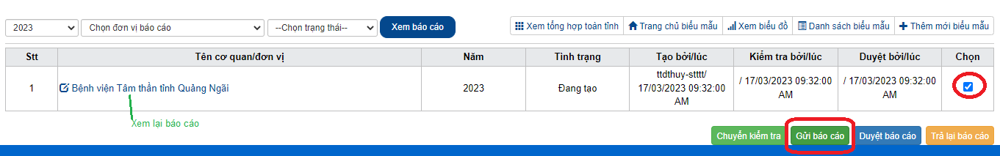 2023 Chọn đơn vị báo cáo --Chọn trạng thái-- Xem báo cáo Xem tổng hợp toàn tỉnh Trang chủ biểu mẫu Xem biểu đồ Danh sách biểu mẫu Thêm mới biểu mẫu
Stt Tên cơ quan/đơn vị Năm Tình trạng Tạo bởi/lúc Kiểm tra bởi/lúc Duyệt bởi/lúc Chọn
1 Bệnh viện Tâm thần tỉnh Quảng Ngãi 2023 Đang tạo ttdthuy-stttt/
17/03/2023 09:32:00
AM
/ 17/03/2023 09:32:00
AM
/ 17/03/2023 09:32:00
AM
Xem lại báo cáo
Chuyển kiểm tra Gửi báo cáo Duyệt báo cáo Trả lại báo cáo